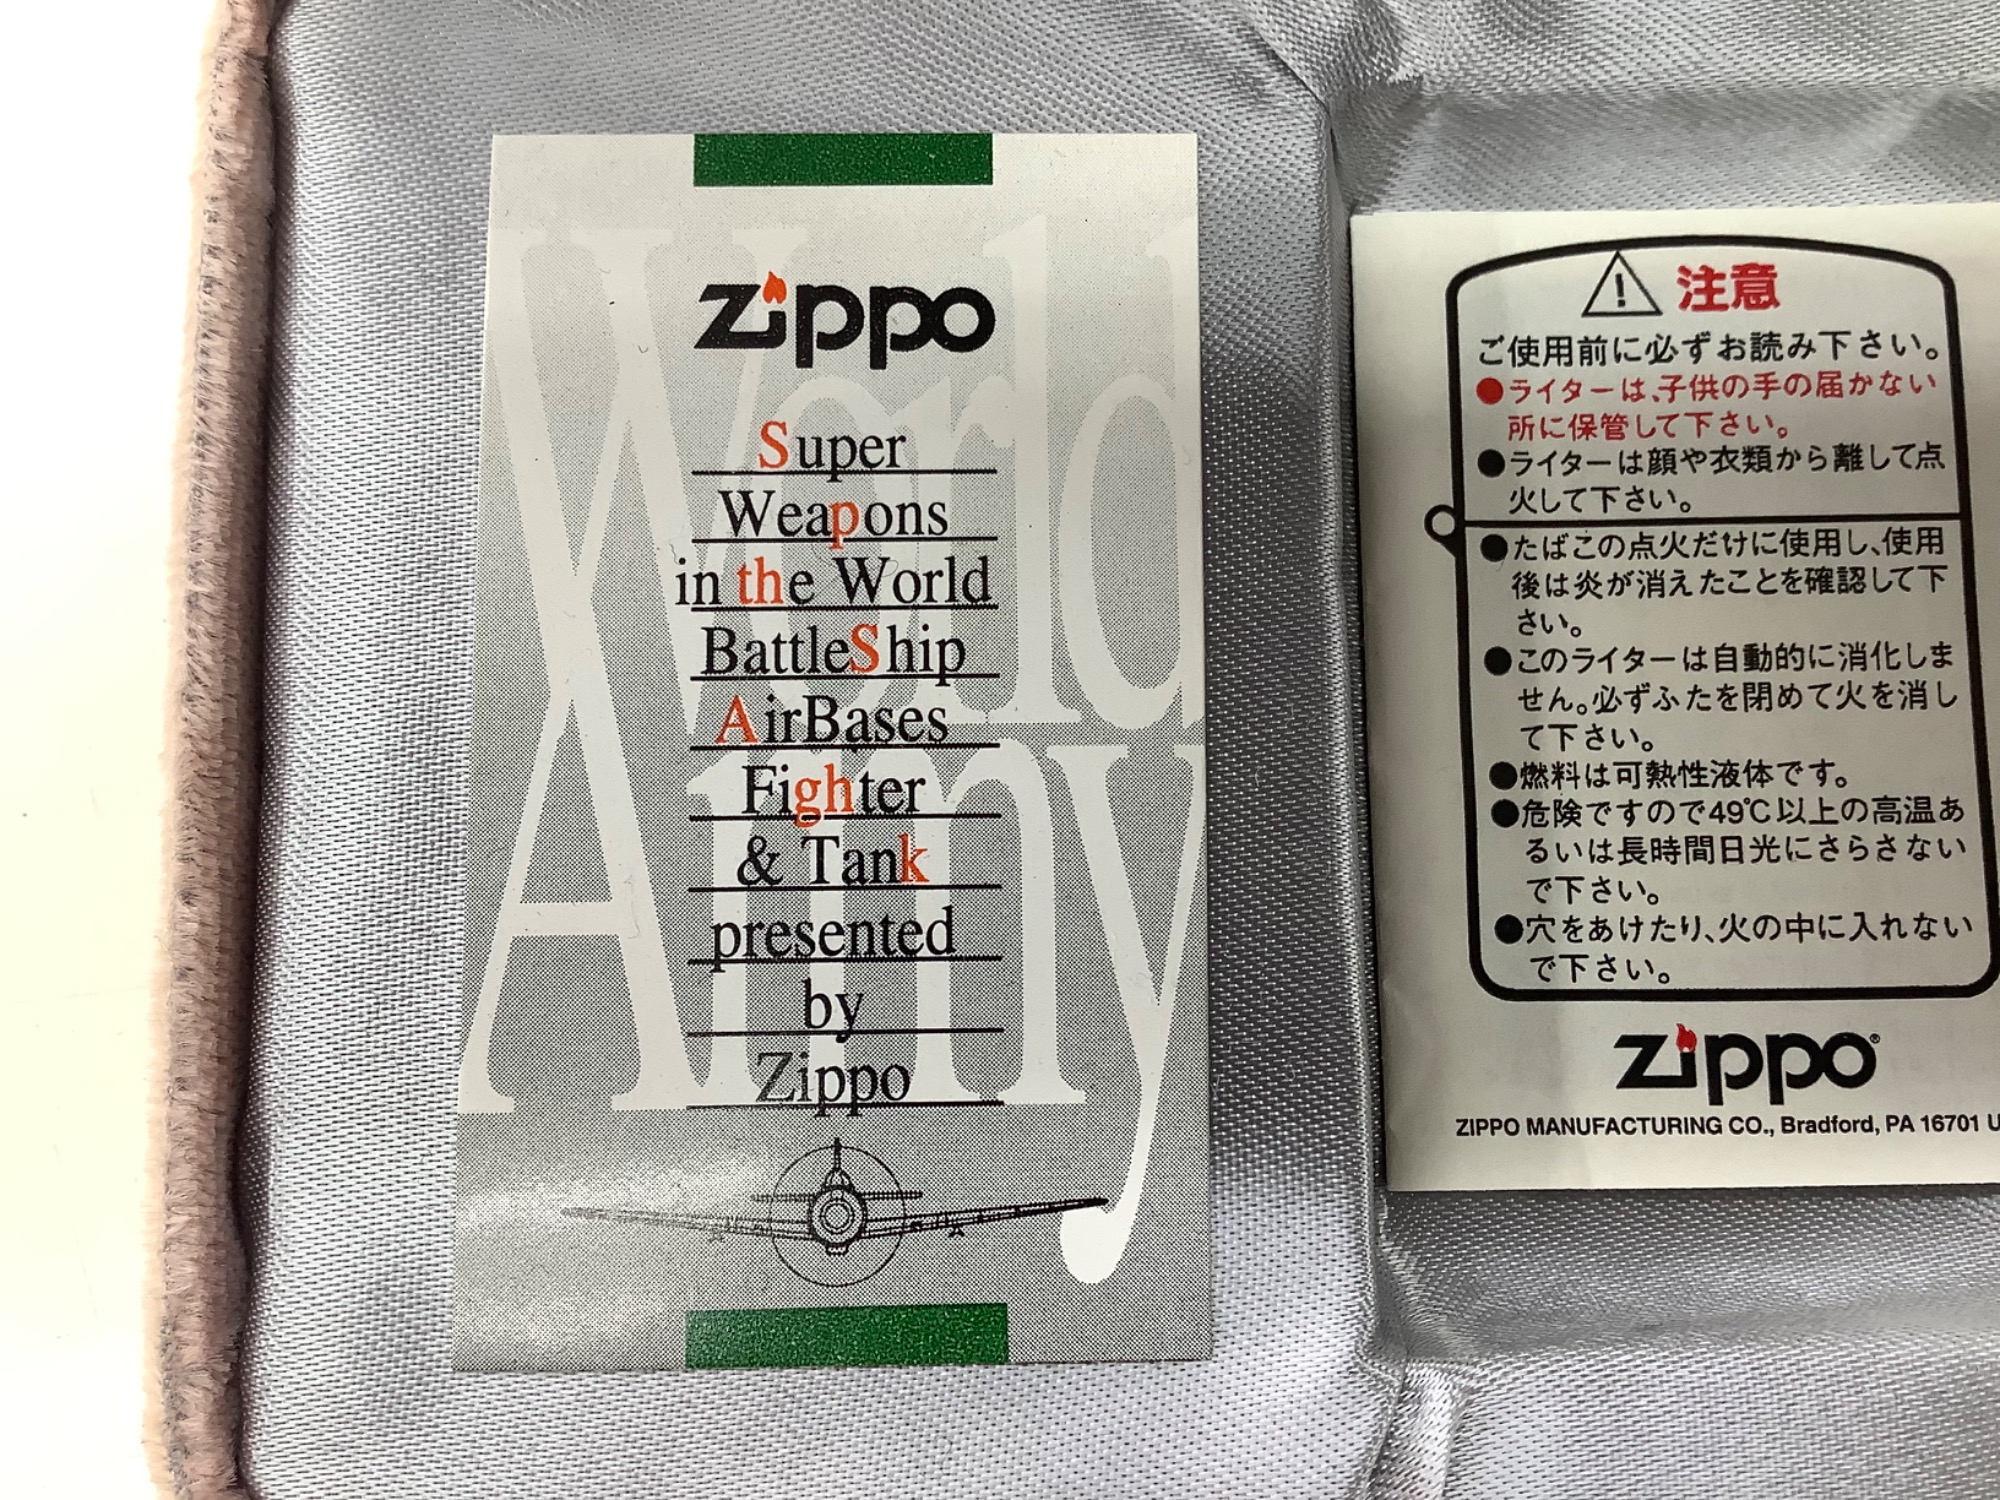 World
Army
Zippo
Super
Weapons
in the World
BattleShip
AirBases
Fighter
& Tank
presented
by
Zippo
注意
ご使用前に必ずお読み下さい。
●ライターは、子供の手の届かない
所に保管して下さい。
●ライターは顔や衣類から離して点
火して下さい。
●たばこの点火だけに使用し、使用
後は炎が消えたことを確認して下
さい。
●このライターは自動的に消化しま
せん。必ずふたを閉めて火を消し
て下さい。
●燃料は可熱性液体です。
●危険ですので49℃以上の高温あ
るいは長時間日光にさらさない
で下さい。
●穴をあけたり、火の中に入れない
で下さい。
Zippo®
ZIPPO MANUFACTURING CO., Bradford, PA 16701 U